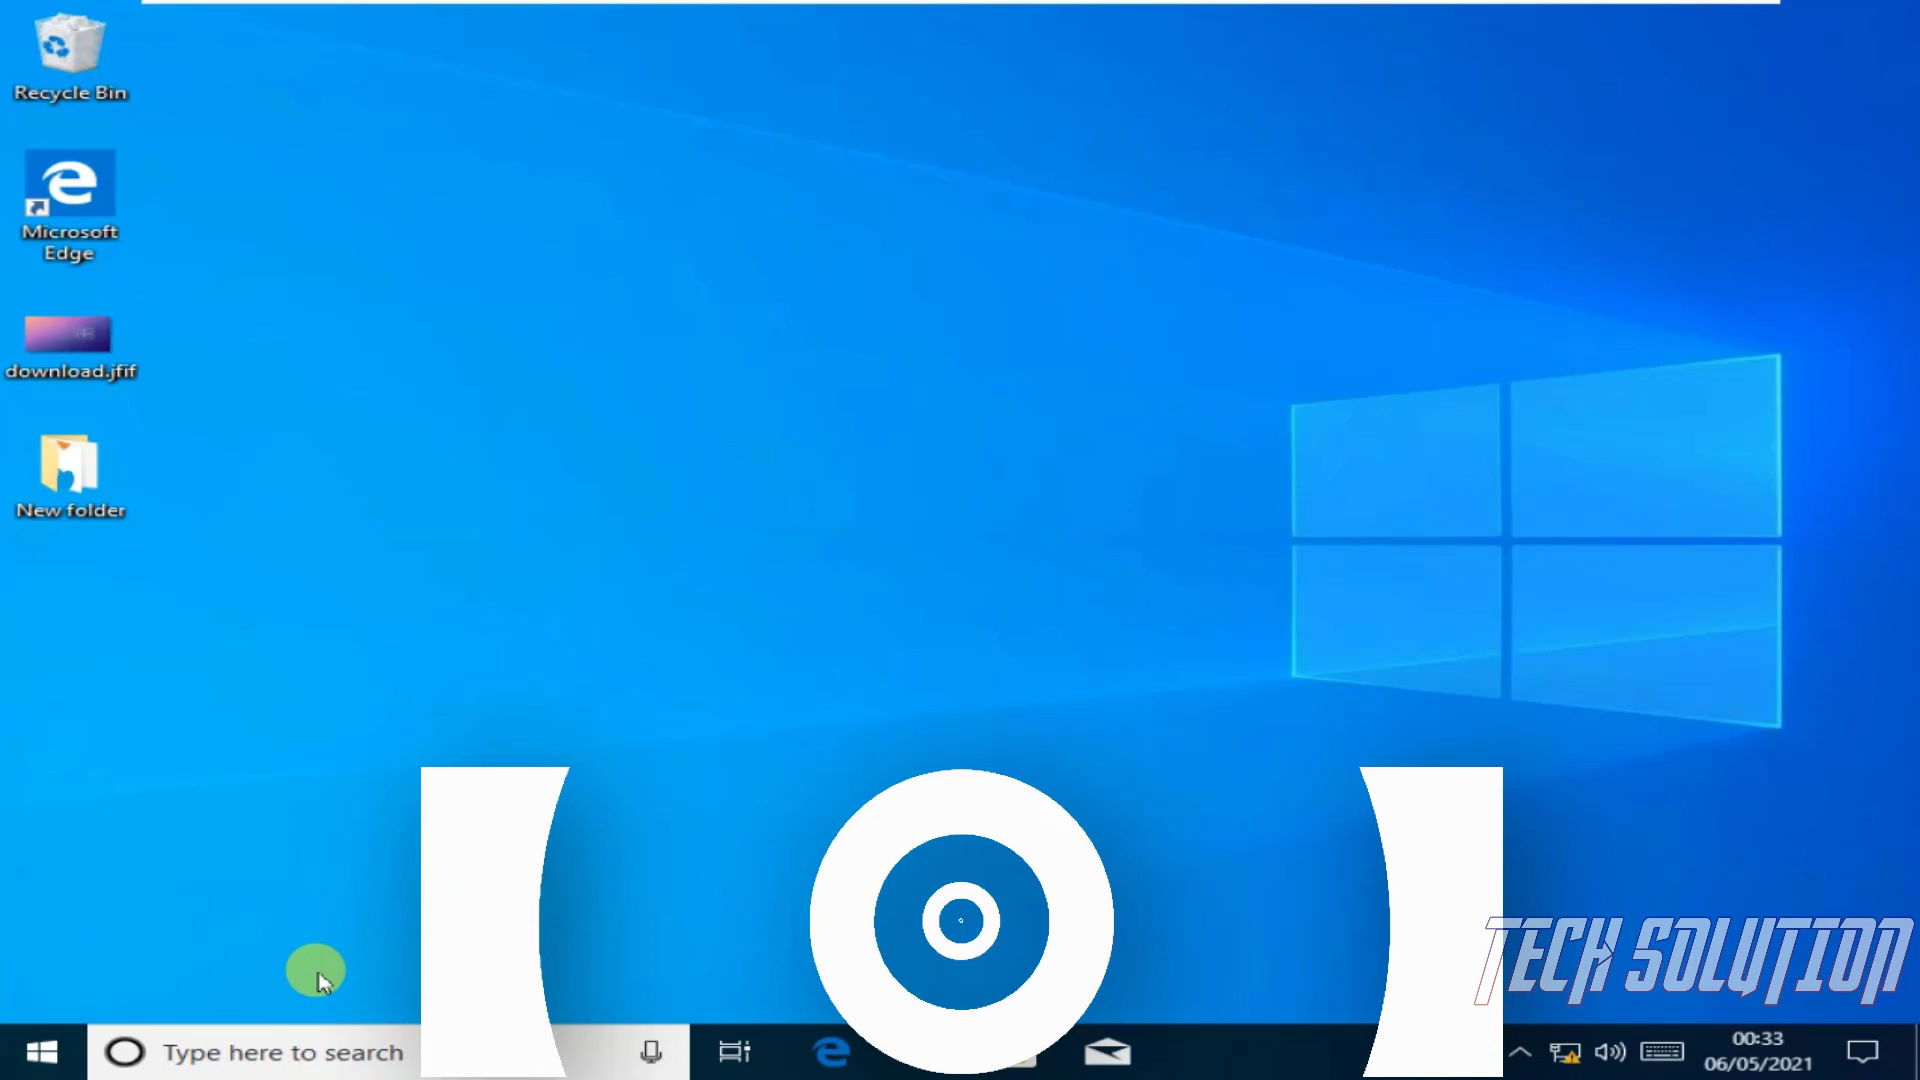 Recycle Bin
Microsoft
Edge
download.jfif
New folder
TECH SOLUTION
Type here to search
00:33
06/05/2021